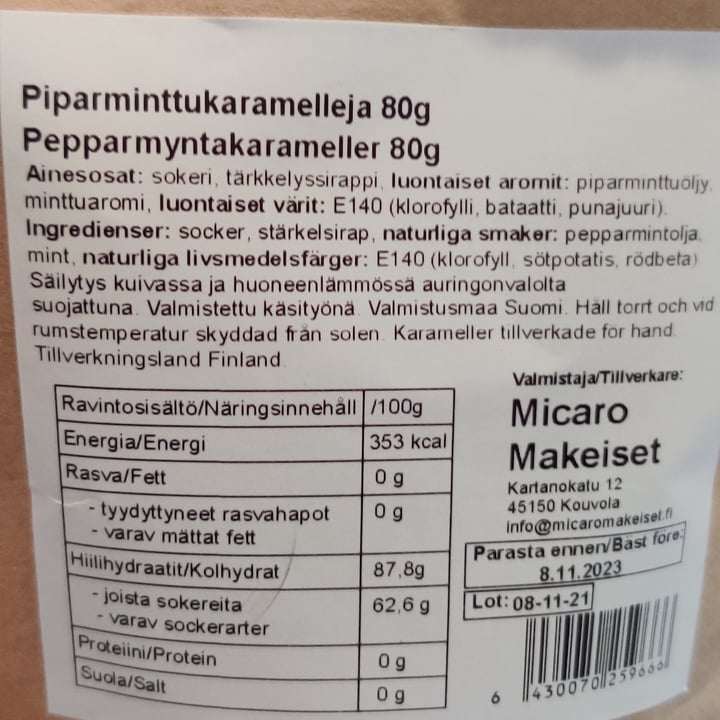 Piparminttukaramelleja 80g
Pepparmyntakarameller 80g
Ainesosat: sokeri, tärkkelyssirappi, luontaiset aromit: piparminttuöljy,
minttuaromi, luontaiset värit: E140 (klorofylli, bataatti, punajuuri).
Ingredienser: socker, stärkelsirap, naturliga smaker: pepparmintolja,
mint, naturliga livsmedelsfärger: E140 (klorofyll, sötpotatis, rödbeta)
Säilytys kuivassa ja huoneenlämmössä auringonvalolta
suojattuna. Valmistettu käsityönä. Valmistusmaa Suomi. Håll torrt och vid
rumstemperatur skyddad från solen. Karameller tillverkade för hand.
Tillverkningsland Finland.
Ravintosisältö/Näringsinnehåll /100g
Energia/Energi 353 kcal
Rasva/Fett 0 g
- tyydyttyneet rasvahapot 0 g
- varav mättat fett
Hiilihydraatit/Kolhydrat 87,8g
- joista sokereita 62,6 g
- varav sockerarter
Proteiini/Protein 0 g
Suola/Salt 0 g
Valmistaja/Tillverkare:
Micaro
Makeiset
Kartanokatu 12
45150 Kouvola
info@micaromakeiset.fi
Parasta ennen/Bäst före:
8.11.2023
Lot: 08-11-21
6 430070 259666